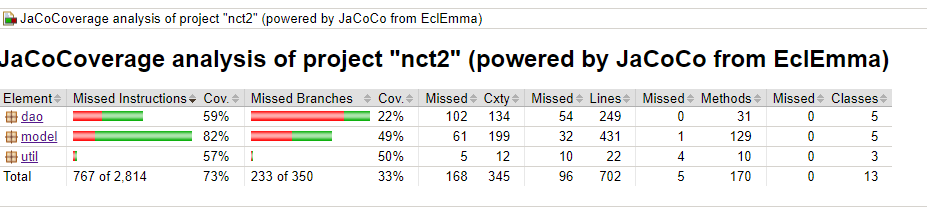 JaCoCoverage analysis of project "nct2" (powered by JaCoCo from EclEmma)
JaCoCoverage analysis of project "nct2" (powered by JaCoCo from EclEmma)
Element Missed Instructions Cov. Missed Branches Cov. Missed Cxty Missed Lines Missed Methods Missed Classes
dao 59% 22% 102 134 54 249 0 31 0 5
model 82% 49% 61 199 32 431 1 129 0 5
util 57% 50% 5 12 10 22 4 10 0 3
Total 767 of 2,814 73% 233 of 350 33% 168 345 96 702 5 170 0 13